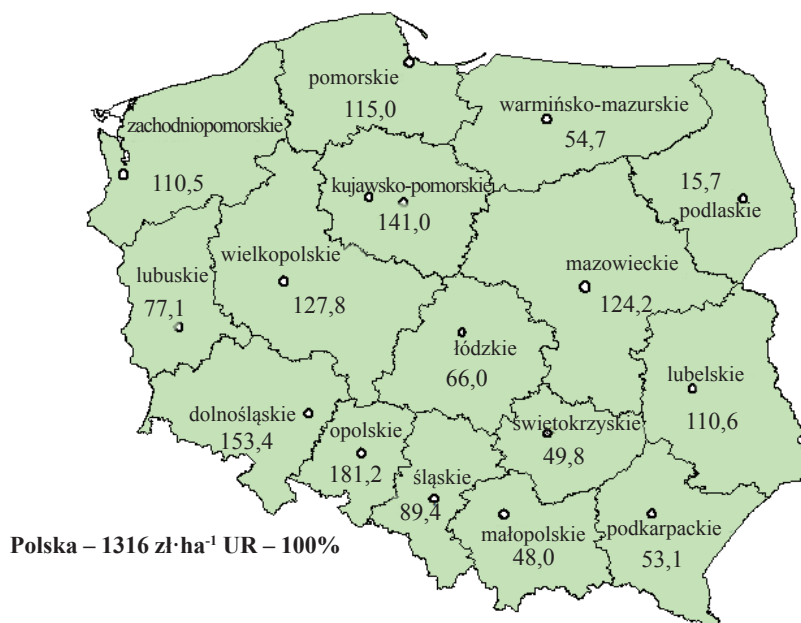 pomorskie
115,0
warmińsko-mazurskie
54,7
zachodniopomorskie
110,5
kujawsko-pomorskie
141,0
15,7
podlaskie
wielkopolskie
127,8
mazowieckie
124,2
lubuskie
77,1
łódzkie
66,0
lubelskie
110,6
dolnośląskie
153,4
opolskie
181,2
świętokrzyskie
49,8
śląskie
89,4
małopolskie
48,0
podkarpackie
53,1
Polska – 1316 zł·ha⁻¹ UR – 100%